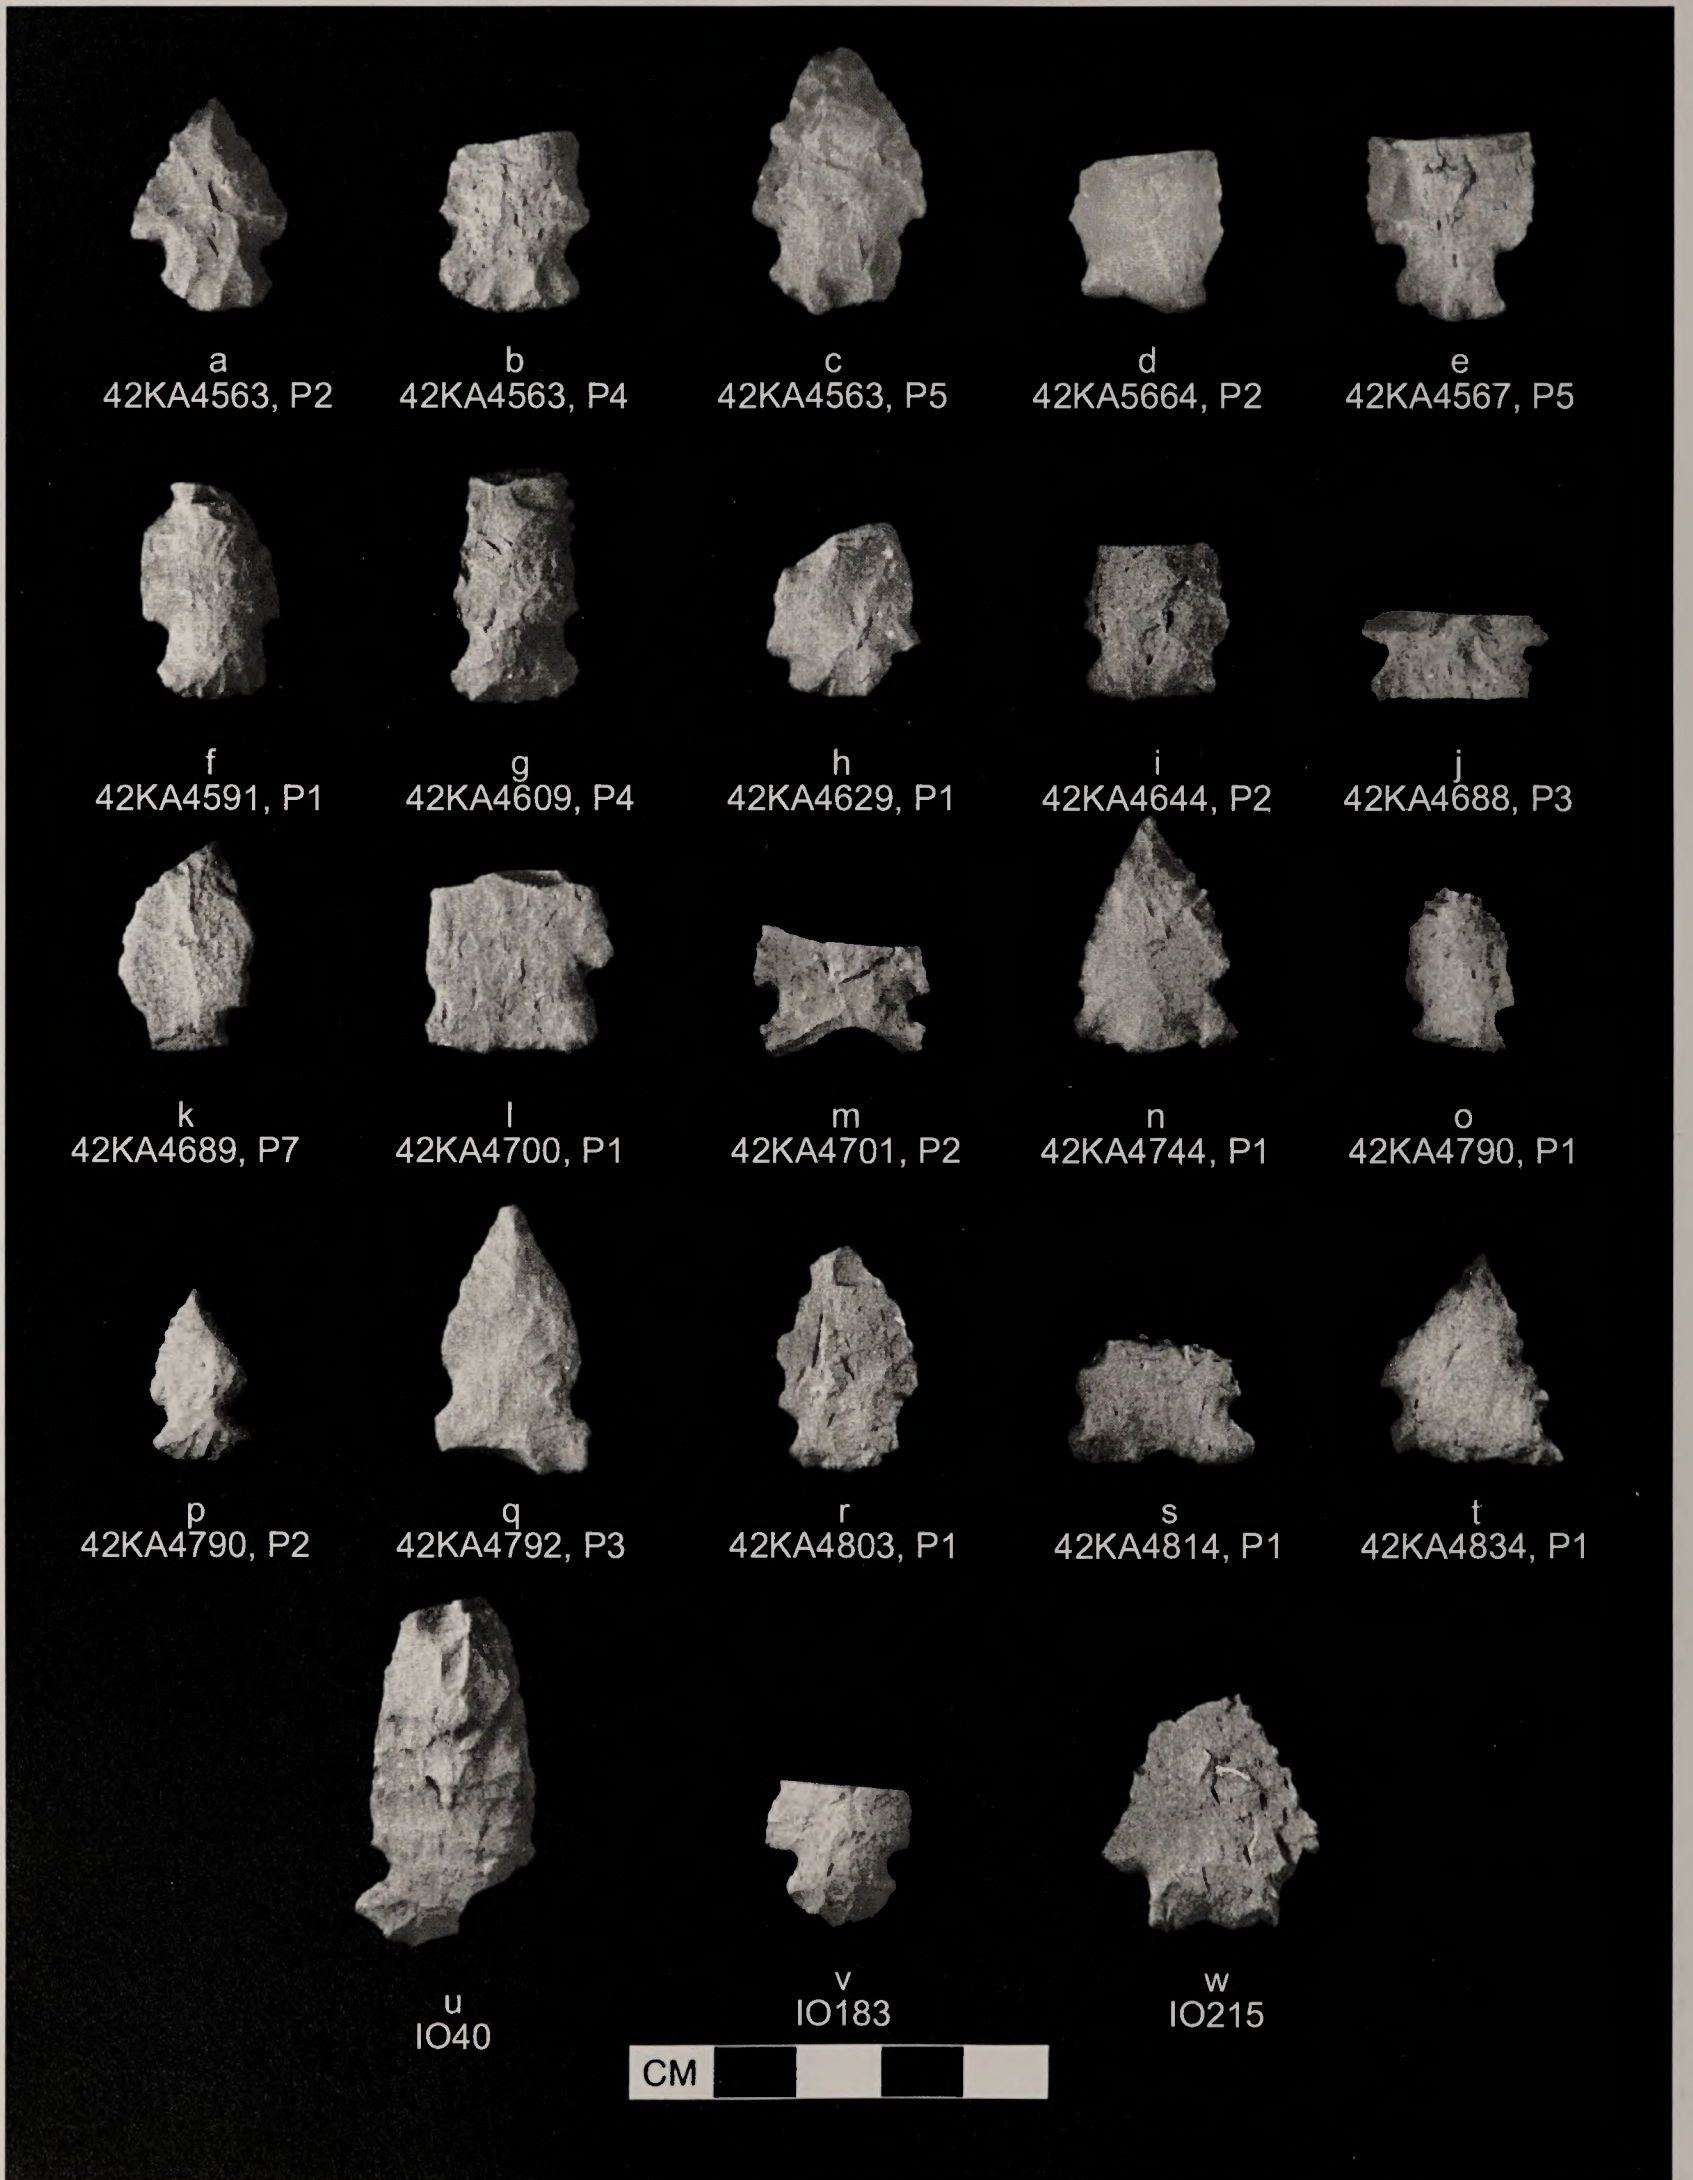 a
42KA4563, P2
b
42KA4563, P4
c
42KA4563, P5
d
42KA5664, P2
e
42KA4567, P5
f
42KA4591, P1
g
42KA4609, P4
h
42KA4629, P1
i
42KA4644, P2
j
42KA4688, P3
k
42KA4689, P7
l
42KA4700, P1
m
42KA4701, P2
n
42KA4744, P1
o
42KA4790, P1
p
42KA4790, P2
q
42KA4792, P3
r
42KA4803, P1
s
42KA4814, P1
t
42KA4834, P1
u
IO40
v
IO183
w
IO215
CM